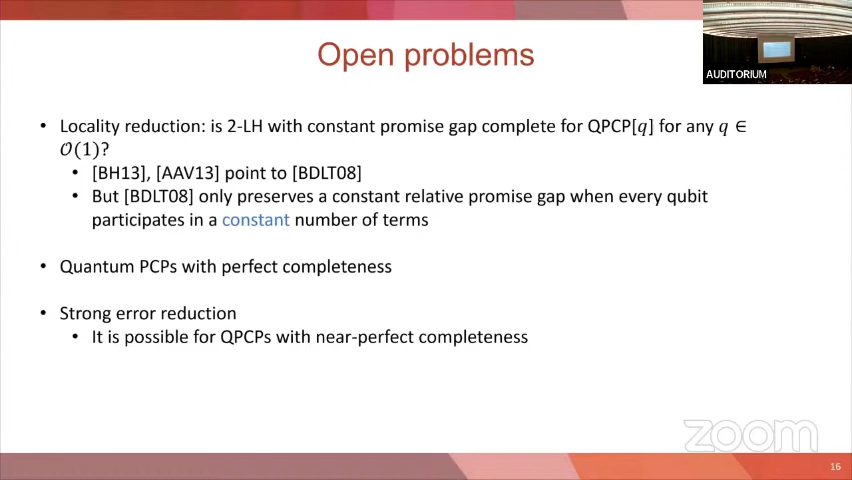 Open problems
AUDITORIUM
• Locality reduction: is 2-LH with constant promise gap complete for QPCP[𝑞] for any 𝑞 ∈
𝒪(1)?
• [BH13], [AAV13] point to [BDLT08]
• But [BDLT08] only preserves a constant relative promise gap when every qubit
participates in a constant number of terms
• Quantum PCPs with perfect completeness
• Strong error reduction
• It is possible for QPCPs with near-perfect completeness
zoom
16